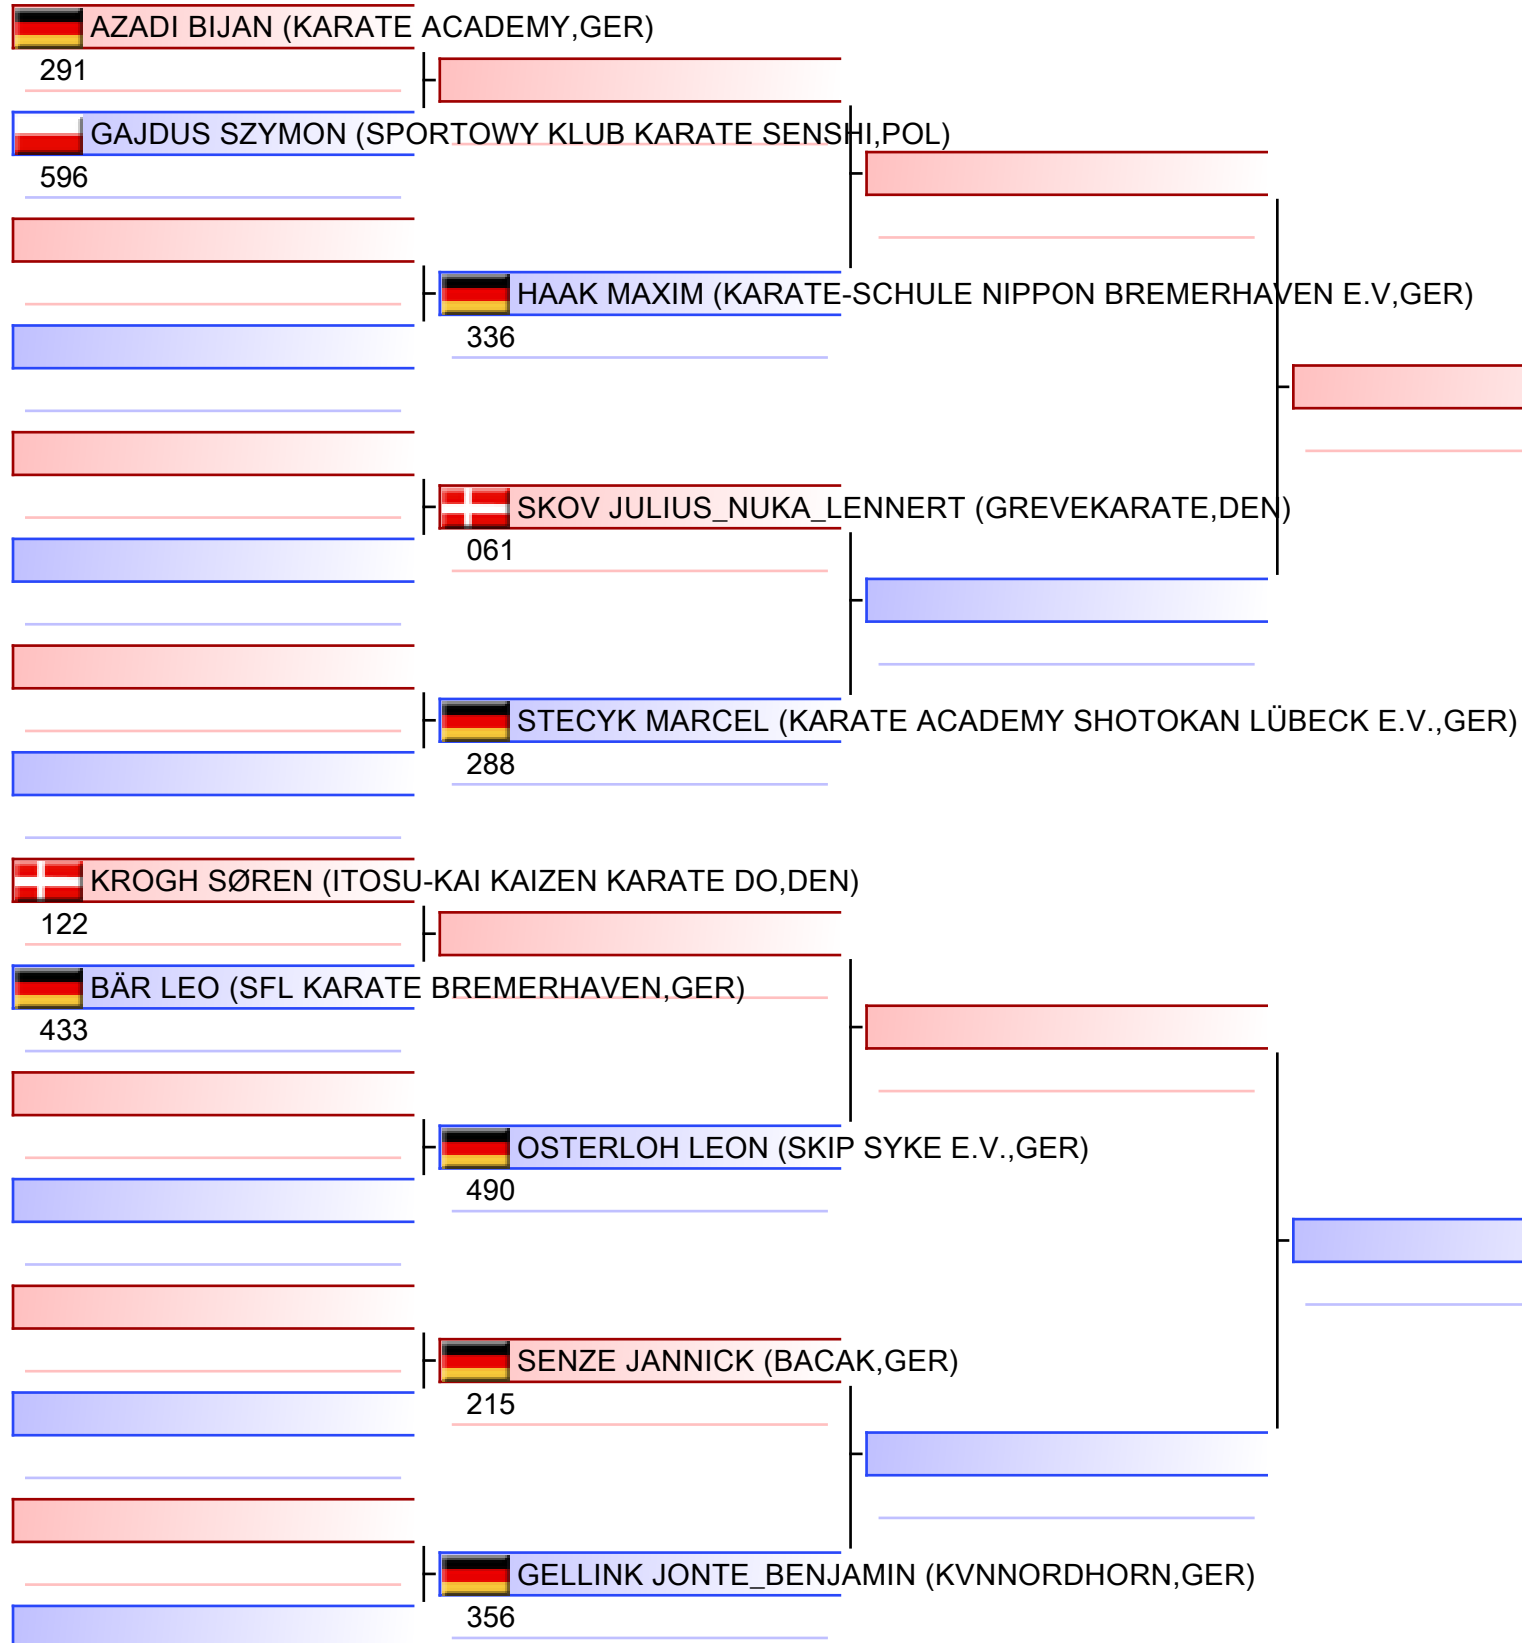 AZADI BIJAN (KARATE ACADEMY,GER)
291
GAJDUS SZYMON (SPORTOWY KLUB KARATE SENSHI,POL)
596
HAAK MAXIM (KARATE-SCHULE NIPPON BREMERHAVEN E.V,GER)
336
SKOV JULIUS_NUKA_LENNERT (GREVEKARATE,DEN)
061
STECYK MARCEL (KARATE ACADEMY SHOTOKAN LÜBECK E.V.,GER)
288
KROGH SØREN (ITOSU-KAI KAIZEN KARATE DO,DEN)
122
BÄR LEO (SFL KARATE BREMERHAVEN,GER)
433
OSTERLOH LEON (SKIP SYKE E.V.,GER)
490
SENZE JANNICK (BACAK,GER)
215
GELLINK JONTE_BENJAMIN (KVNNORDHORN,GER)
356